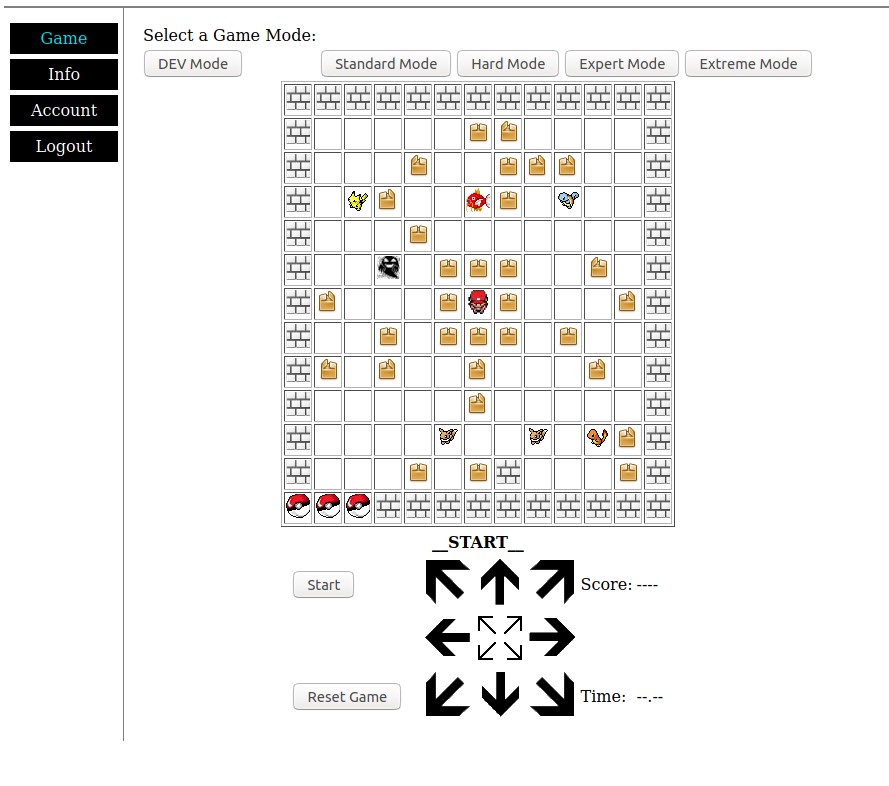 Game
Info
Account
Logout
Select a Game Mode:
DEV Mode
Standard Mode
Hard Mode
Expert Mode
Extreme Mode
__START__
Start
Score: ----
Reset Game
Time: --.--